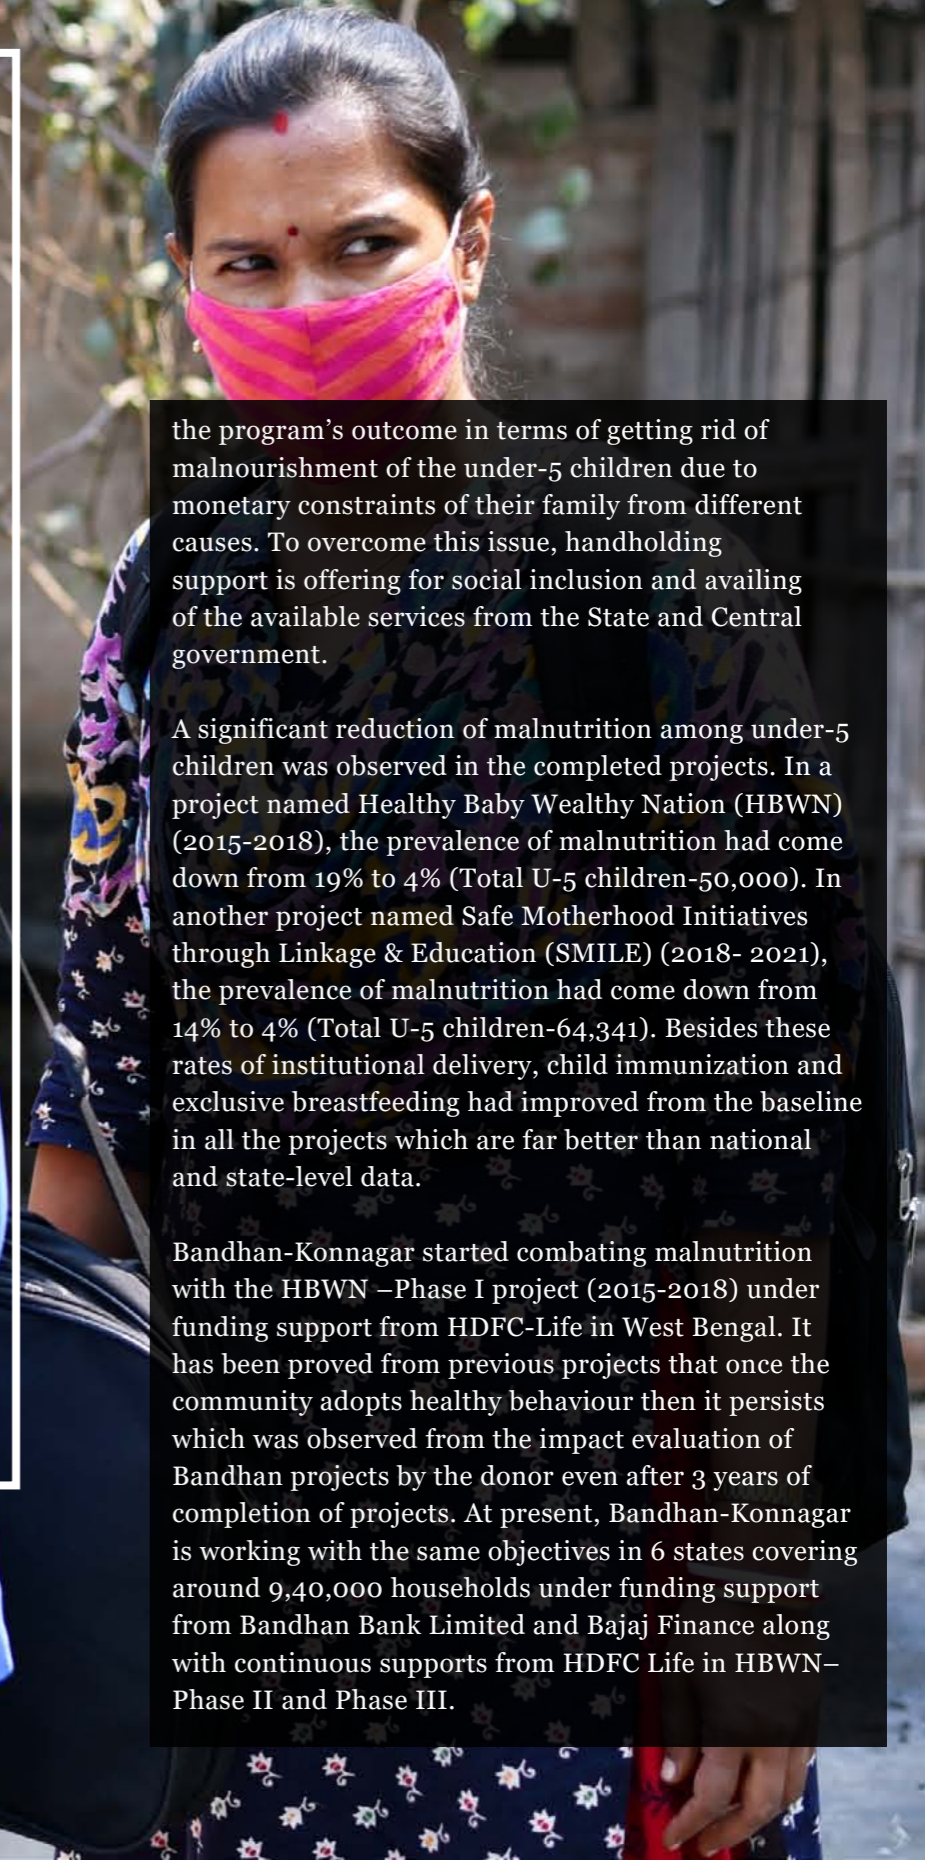 the program’s outcome in terms of getting rid of
malnourishment of the under-5 children due to
monetary constraints of their family from different
causes. To overcome this issue, handholding
support is offering for social inclusion and availing
of the available services from the State and Central
government.
A significant reduction of malnutrition among under-5
children was observed in the completed projects. In a
project named Healthy Baby Wealthy Nation (HBWN)
(2015-2018), the prevalence of malnutrition had come
down from 19% to 4% (Total U-5 children-50,000). In
another project named Safe Motherhood Initiatives
through Linkage & Education (SMILE) (2018- 2021),
the prevalence of malnutrition had come down from
14% to 4% (Total U-5 children-64,341). Besides these
rates of institutional delivery, child immunization and
exclusive breastfeeding had improved from the baseline
in all the projects which are far better than national
and state-level data.
Bandhan-Konnagar started combating malnutrition
with the HBWN –Phase I project (2015-2018) under
funding support from HDFC-Life in West Bengal. It
has been proved from previous projects that once the
community adopts healthy behaviour then it persists
which was observed from the impact evaluation of
Bandhan projects by the donor even after 3 years of
completion of projects. At present, Bandhan-Konnagar
is working with the same objectives in 6 states covering
around 9,40,000 households under funding support
from Bandhan Bank Limited and Bajaj Finance along
with continuous supports from HDFC Life in HBWN–
Phase II and Phase III.